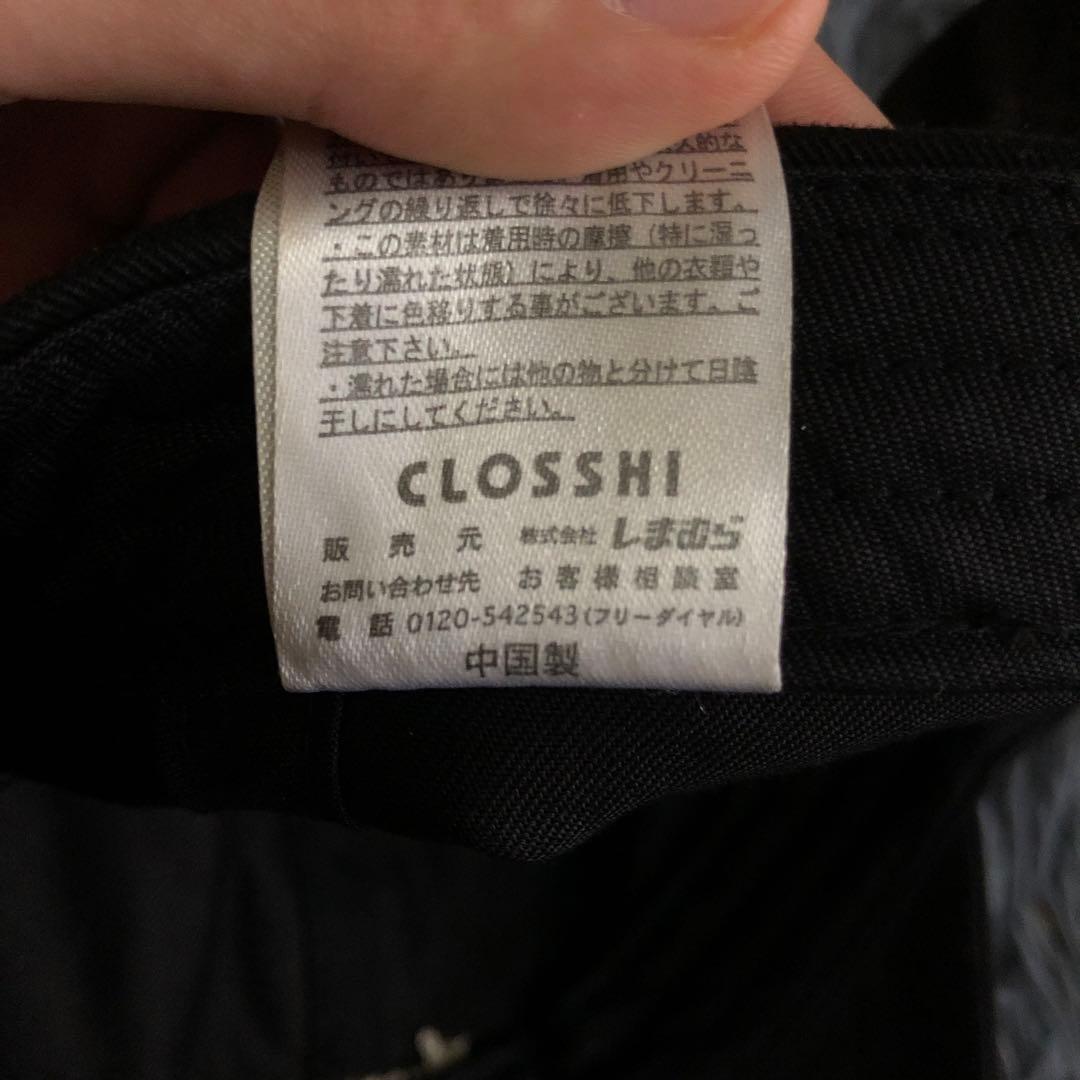 的な
ものではあり 着用やクリーニ
ングの繰り返しで徐々に低下します。
・この素材は着用時の摩擦（特に湿っ
たり濡れた状態）により、他の衣類や
下着に色移りする事がございます。ご
注意下さい。
・濡れた場合には他の物と分けて日陰
干しにしてください。
CLOSSHI
販売元 株式会社 しまむら
お問い合わせ先 お客様相談室
電話 0120-542543(フリーダイヤル)
中国製